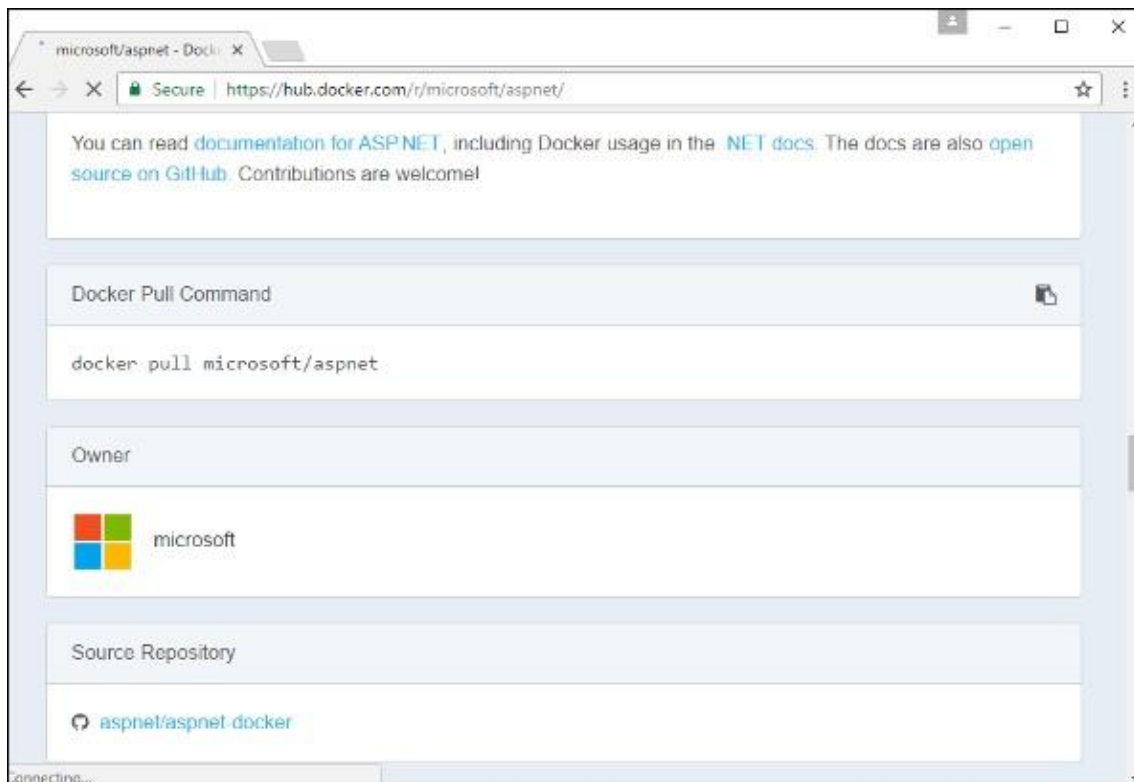 microsoft/aspnet - Dock
Secure
https://hub.docker.com/r/microsoft/aspnet/
You can read documentation for ASP.NET, including Docker usage in the .NET docs. The docs are also open
source on GitHub. Contributions are welcome!
Docker Pull Command
docker pull microsoft/aspnet
Owner
microsoft
Source Repository
aspnet/aspnet-docker
Connecting...